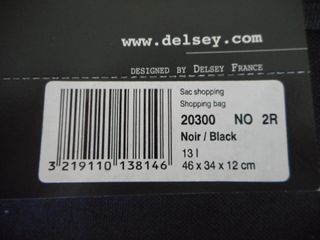 www.delsey.com
DESIGNED BY DELSEY FRANCE
Sac shopping
Shopping bag
20300 NO 2R
Noir / Black
13 l
46 x 34 x 12 cm
3 219110 138146